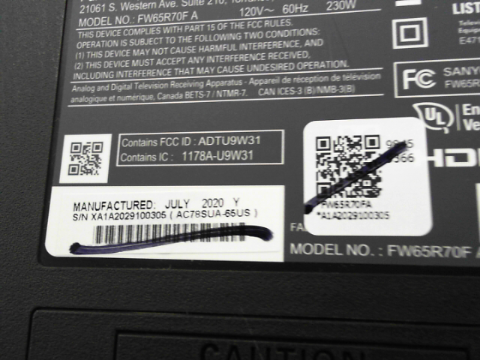 21061 S. Western Ave. Suite 210,
MODEL NO.: FW65R70F A 120V~ 60Hz 230W
THIS DEVICE COMPLIES WITH PART 15 OF THE FCC RULES.
OPERATION IS SUBJECT TO THE FOLLOWING TWO CONDITIONS:
(1) THIS DEVICE MAY NOT CAUSE HARMFUL INTERFERENCE, AND
(2) THIS DEVICE MUST ACCEPT ANY INTERFERENCE RECEIVED,
INCLUDING INTERFERENCE THAT MAY CAUSE UNDESIRED OPERATION.
Analog and Digital Television Receiving Apparatus - Appareil de réception de télévision
analogique et numérique, Canada BETS-7 / NTMR-7. CAN ICES-3 (B)/NMB-3(B)
LIST
E471
FC SANY
FW65R70
UL
Contains FCC ID : ADTU9W31
Contains IC : 1178A-U9W31
HDM
FW65R70FA
*A1A2029100305
MANUFACTURED: JULY 2020 Y
S/N XA1A2029100305 ( AC78SUA-65US )
MODEL NO. : FW65R70F A
CAUTION